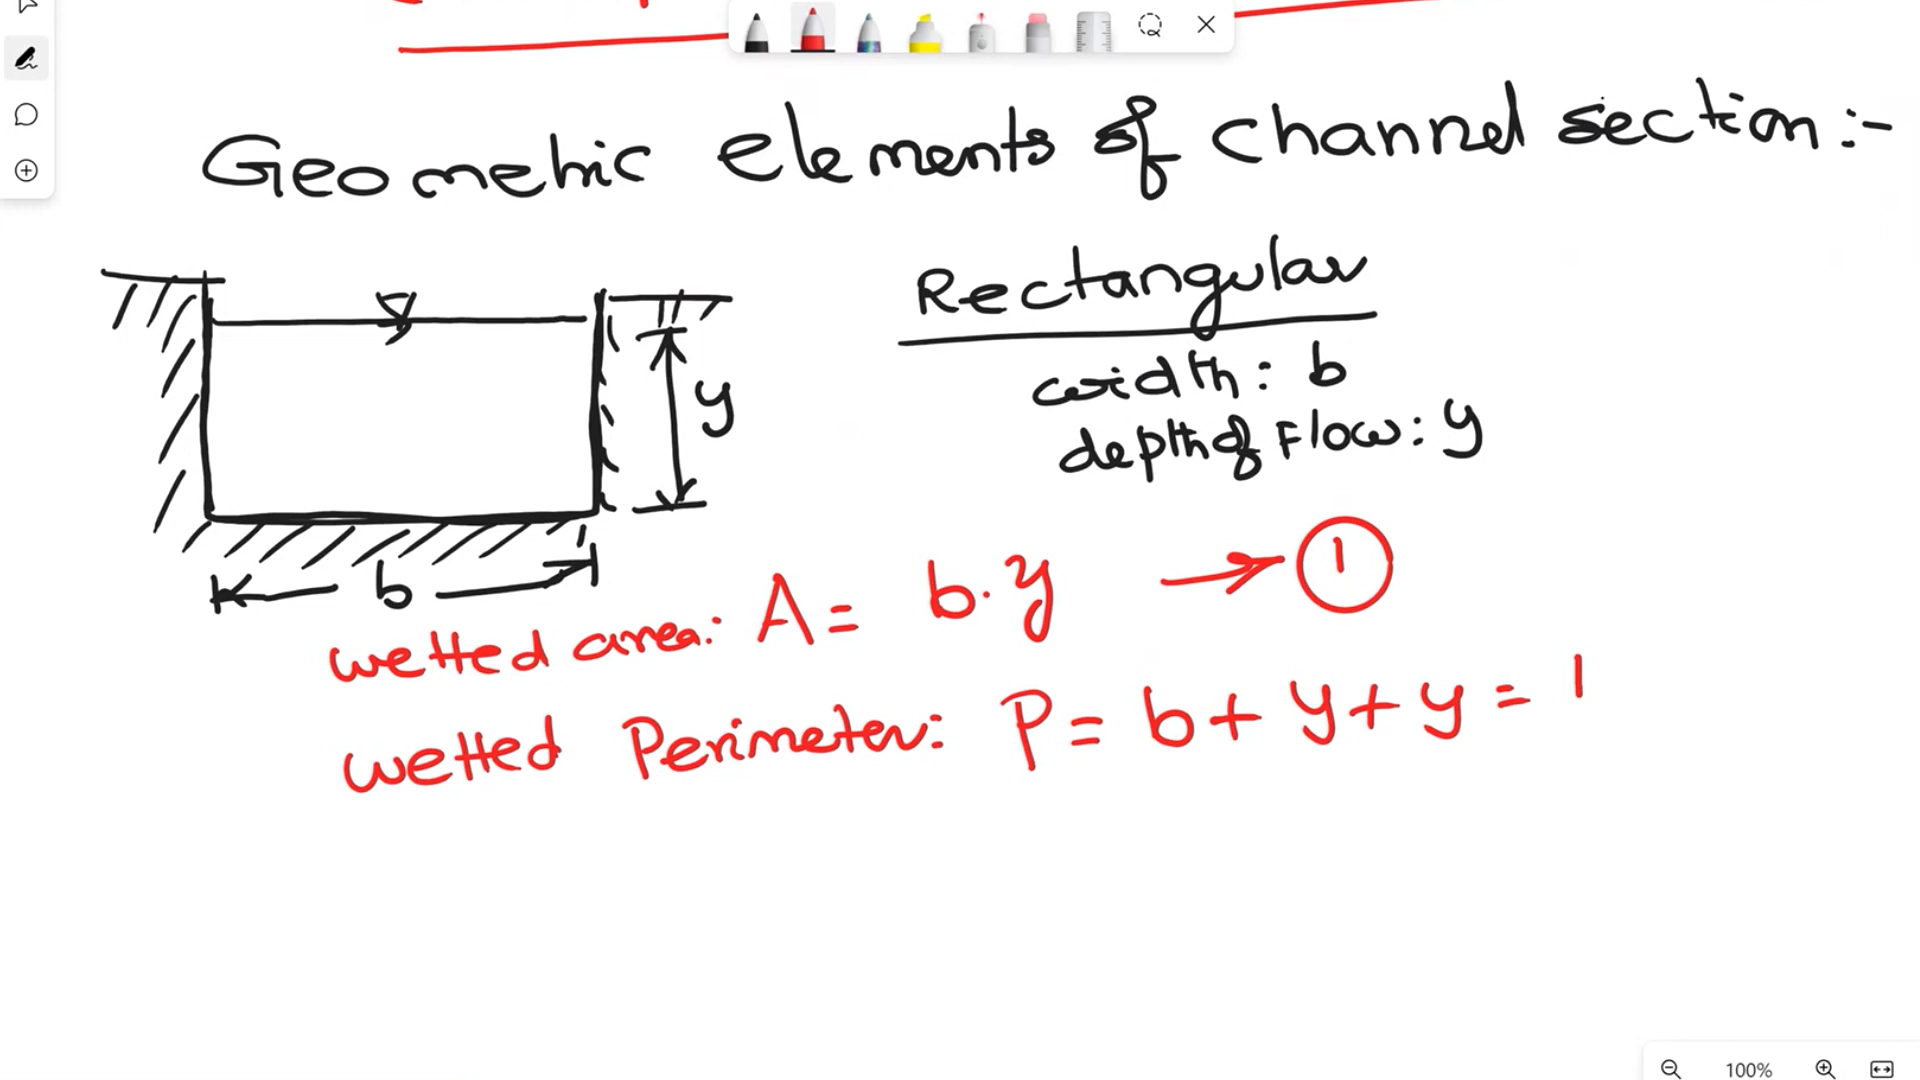 Geometric elements of channel section :-
Rectangular
width : b
depth of flow : y
y
b
wetted area: A = b . y → 1
wetted Perimeter: P = b + y + y = 1
100%